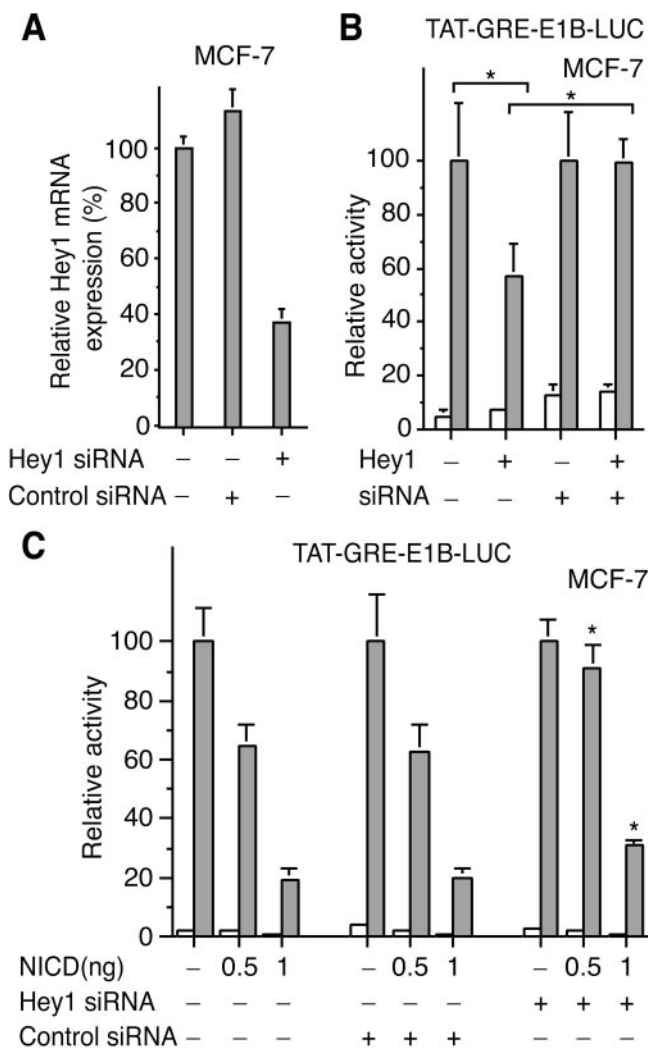 A
MCF-7
Relative Hey1 mRNA
expression (%)
100
80
60
40
20
0
Hey1 siRNA – – +
Control siRNA – + –
B
TAT-GRE-E1B-LUC
MCF-7
* *
Relative activity
100
80
60
40
20
0
Hey1 – + – +
siRNA – – + +
C
TAT-GRE-E1B-LUC
MCF-7
* *
Relative activity
100
80
60
40
20
0
NICD(ng) – 0.5 1 – 0.5 1 – 0.5 1
Hey1 siRNA – – – – – – + + +
Control siRNA – – – + + + – – –